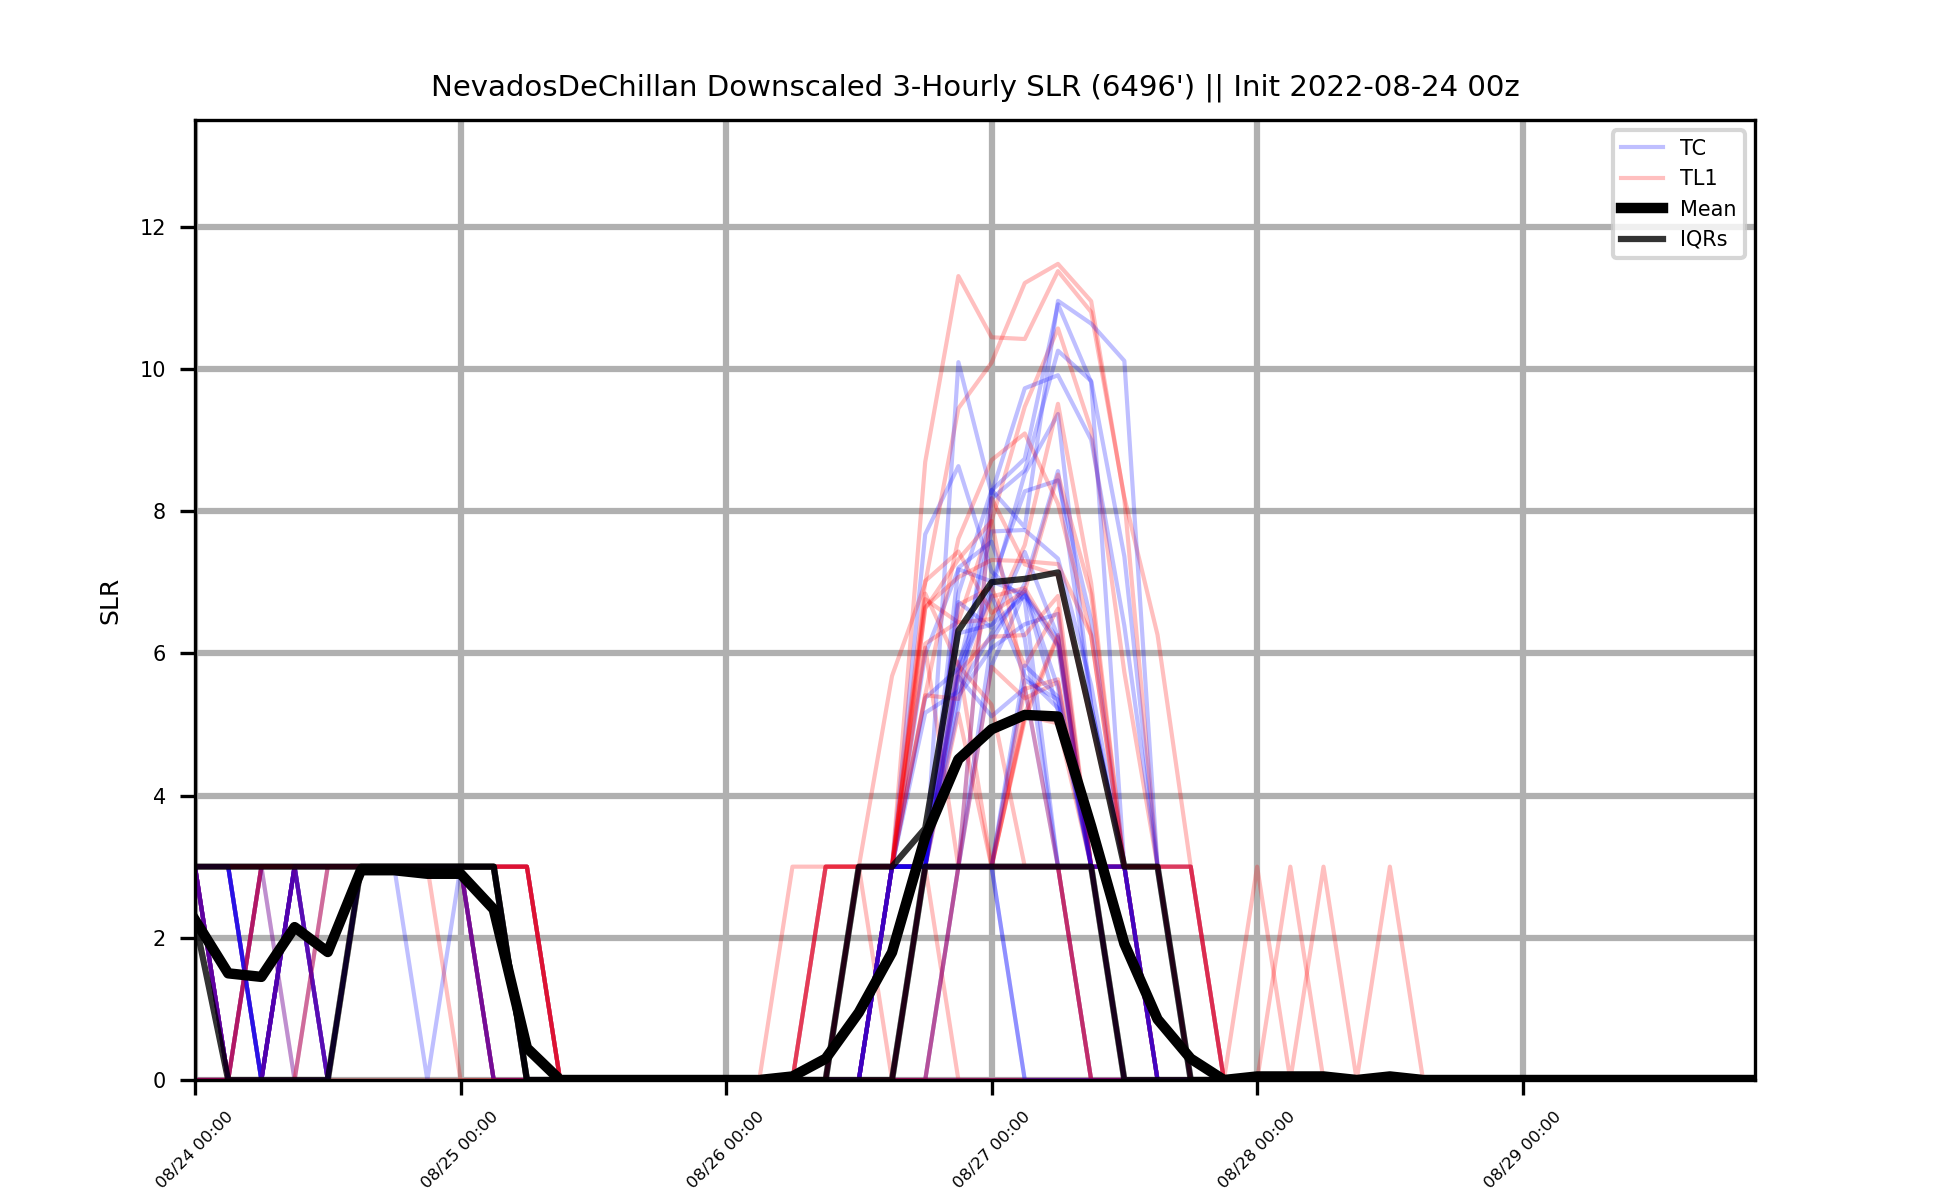 NevadosDeChillan Downscaled 3-Hourly SLR (6496') || Init 2022-08-24 00z
TC
TL1
Mean
IQRs
SLR
12
10
8
6
4
2
0
08/24 00:00
08/25 00:00
08/26 00:00
08/27 00:00
08/28 00:00
08/29 00:00